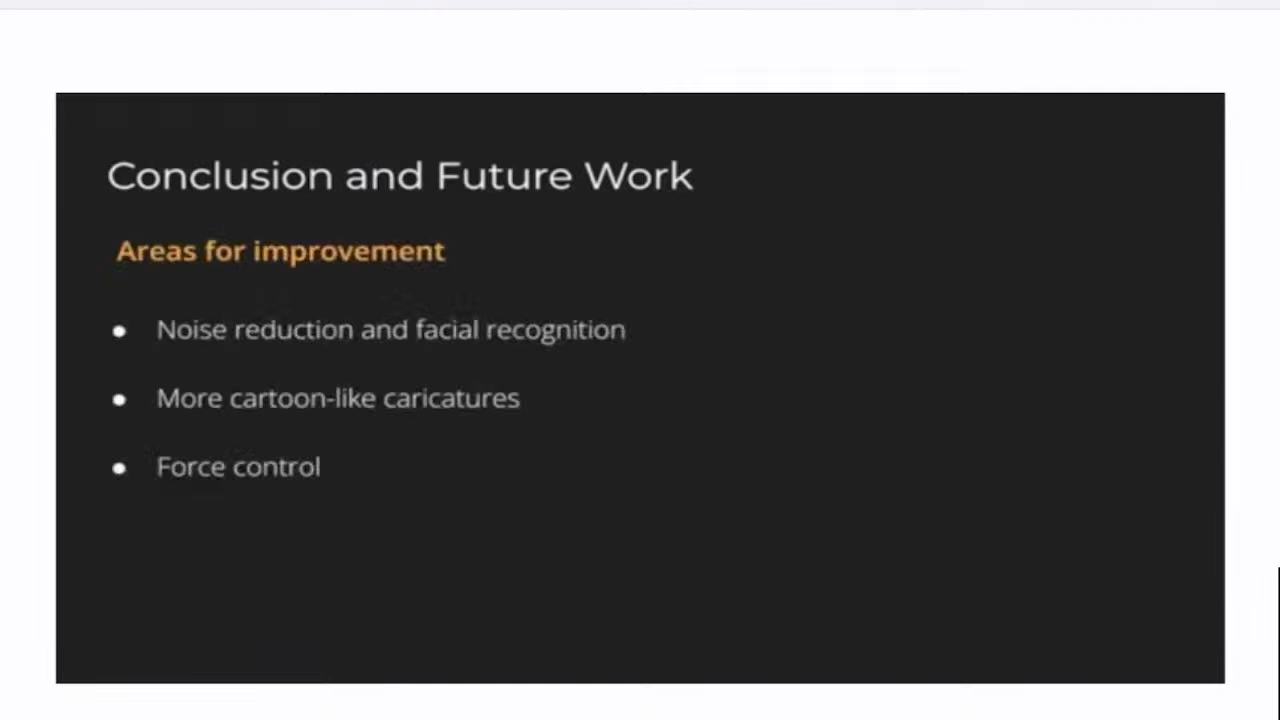 Conclusion and Future Work
Areas for improvement
● Noise reduction and facial recognition
● More cartoon-like caricatures
● Force control